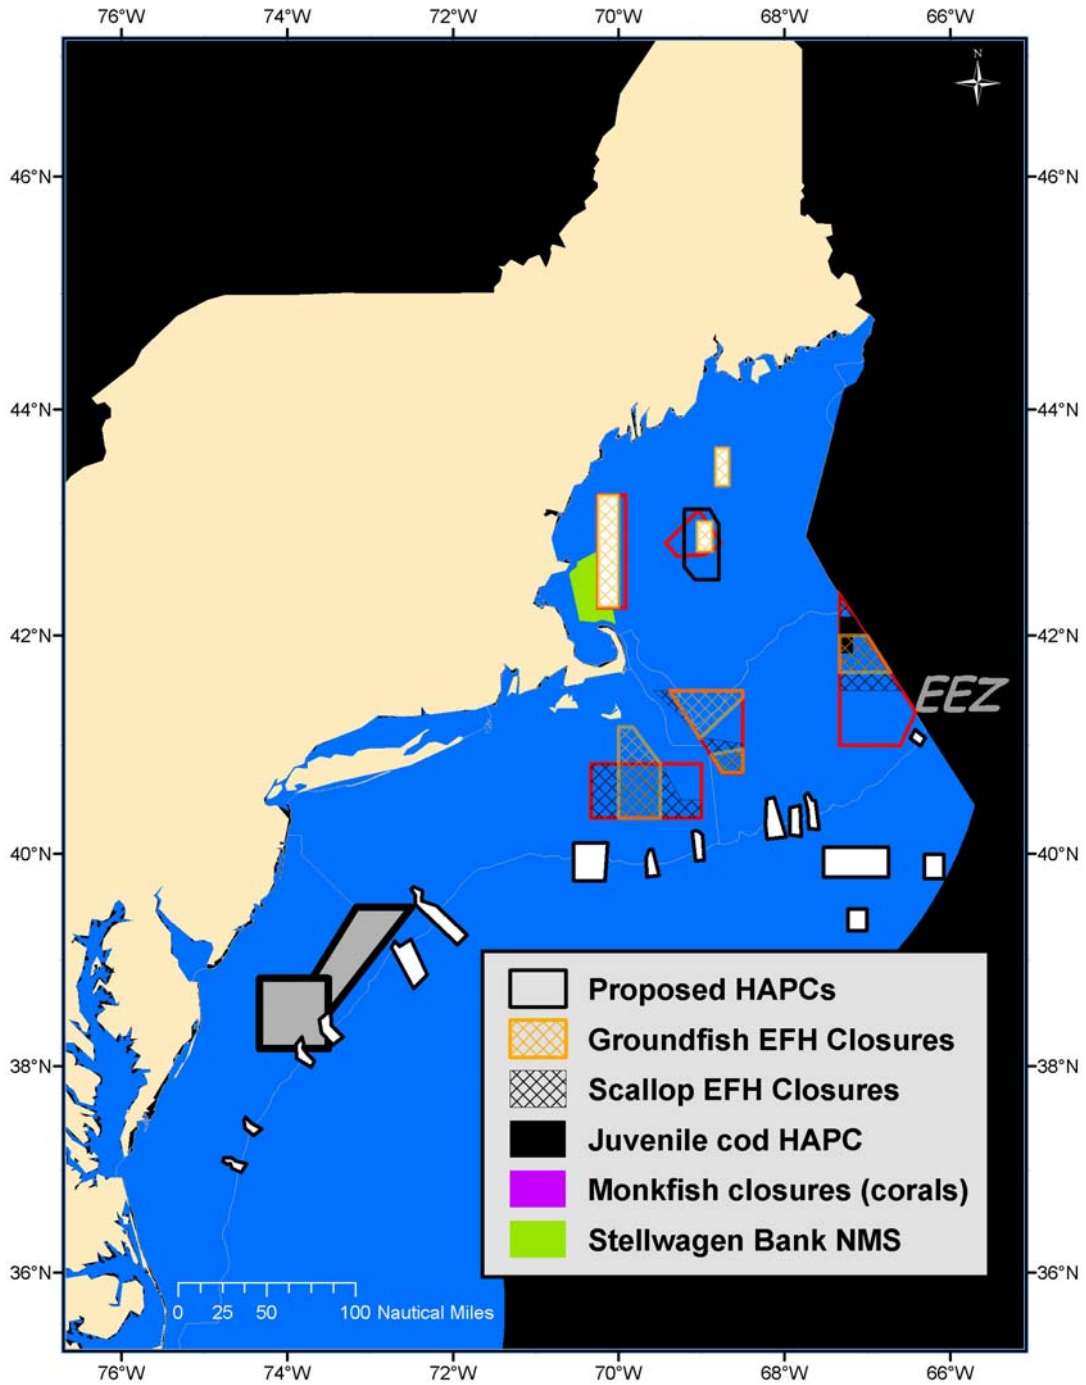 76°W 74°W 72°W 70°W 68°W 66°W
N
46°N 46°N
44°N 44°N
42°N 42°N
EEZ
40°N 40°N
Proposed HAPCs
Groundfish EFH Closures
38°N 38°N
Scallop EFH Closures
Juvenile cod HAPC
Monkfish closures (corals)
Stellwagen Bank NMS
36°N 36°N
0 25 50 100 Nautical Miles
76°W 74°W 72°W 70°W 68°W 66°W